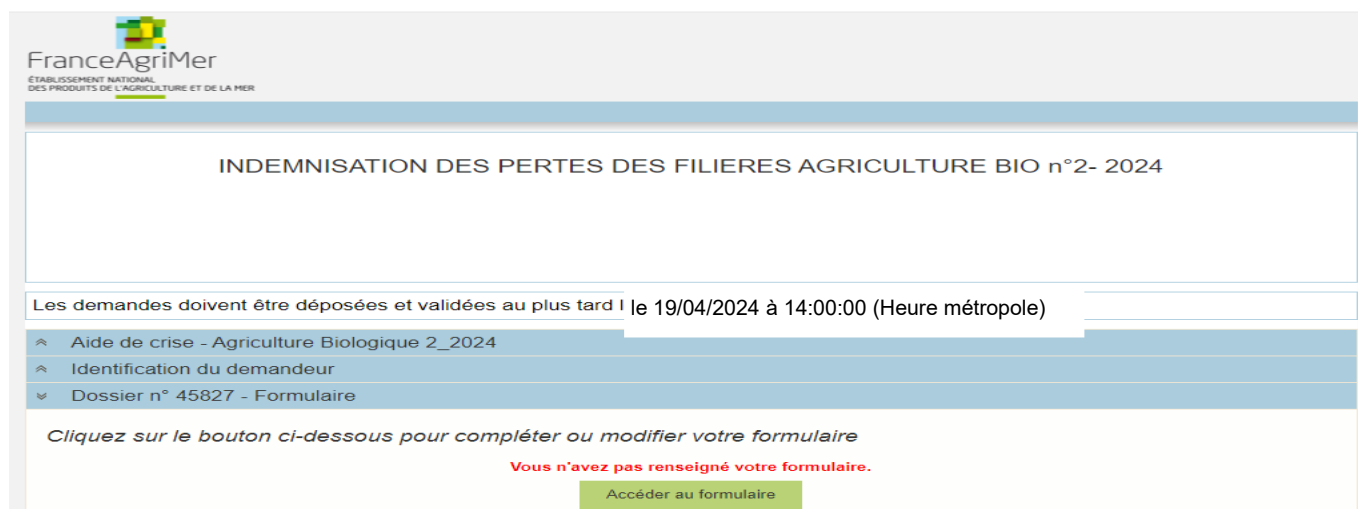 FranceAgriMer
ÉTABLISSEMENT NATIONAL
DES PRODUITS DE L'AGRICULTURE ET DE LA MER
INDEMNISATION DES PERTES DES FILIERES AGRICULTURE BIO n°2- 2024
Les demandes doivent être déposées et validées au plus tard le 19/04/2024 à 14:00:00 (Heure métropole)
Aide de crise - Agriculture Biologique 2_2024
Identification du demandeur
Dossier n° 45827 - Formulaire
Cliquez sur le bouton ci-dessous pour compléter ou modifier votre formulaire
Vous n'avez pas renseigné votre formulaire.
Accéder au formulaire